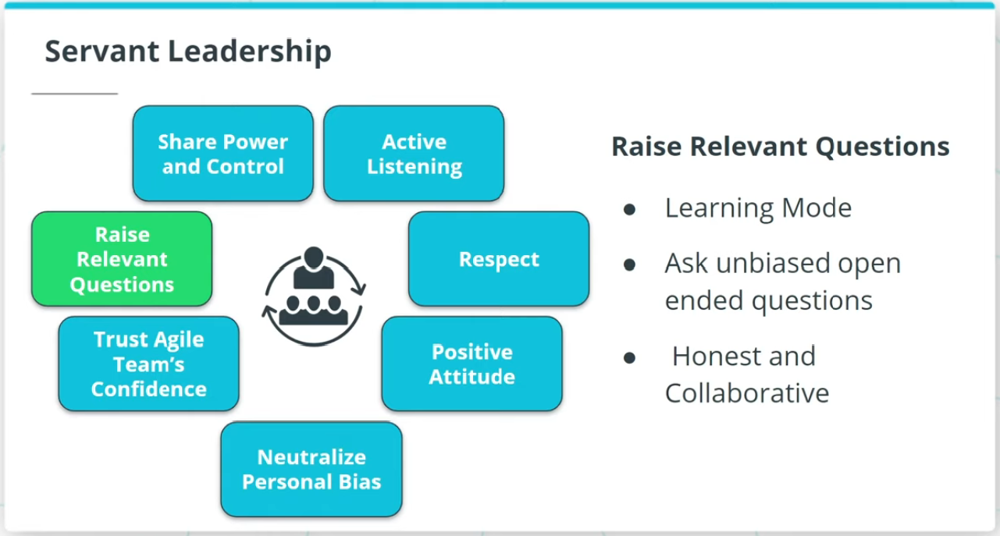 Servant Leadership
Share Power
and Control
Active
Listening
Raise
Relevant
Questions
Respect
Trust Agile
Team's
Confidence
Positive
Attitude
Neutralize
Personal Bias
Raise Relevant Questions
● Learning Mode
● Ask unbiased open
ended questions
● Honest and
Collaborative